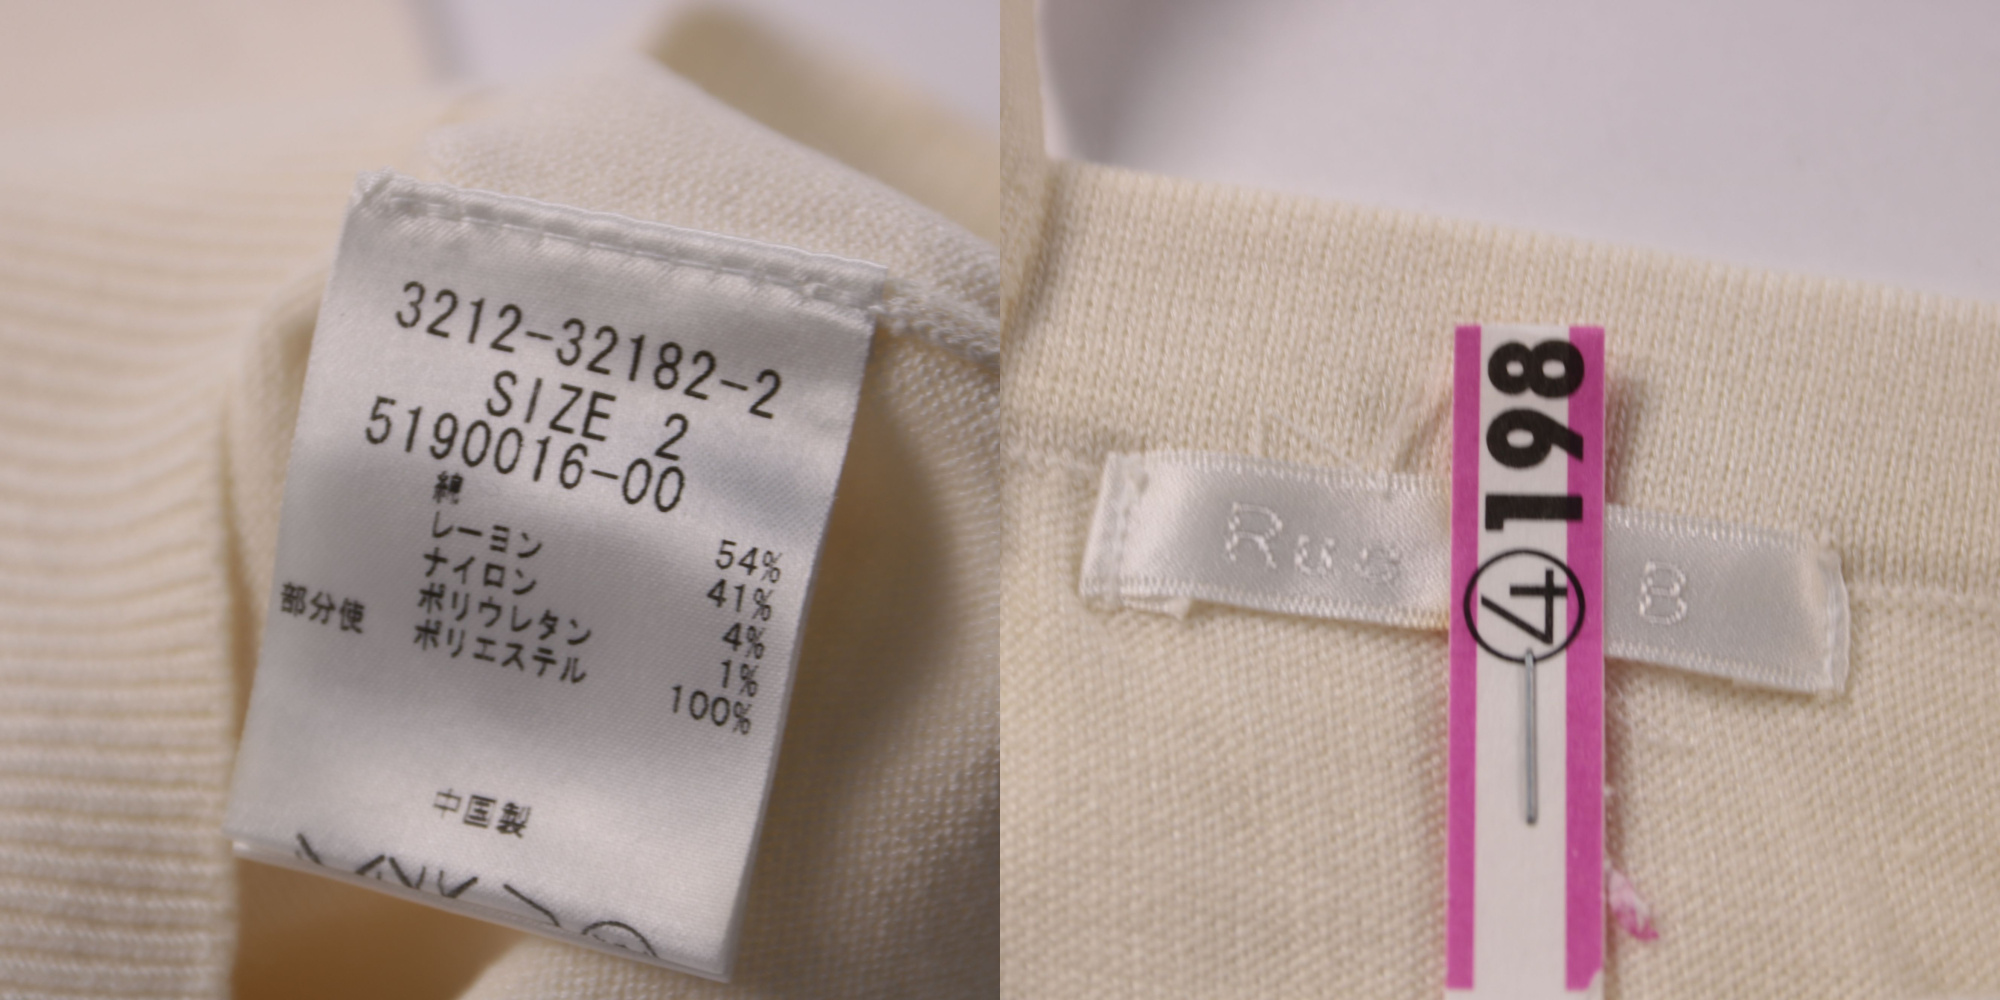 3212-32182-2
SIZE 2
5190016-00
綿 54%
レーヨン 41%
ナイロン 4%
ポリウレタン 1%
部分使 ポリエステル 100%
中国製
④198